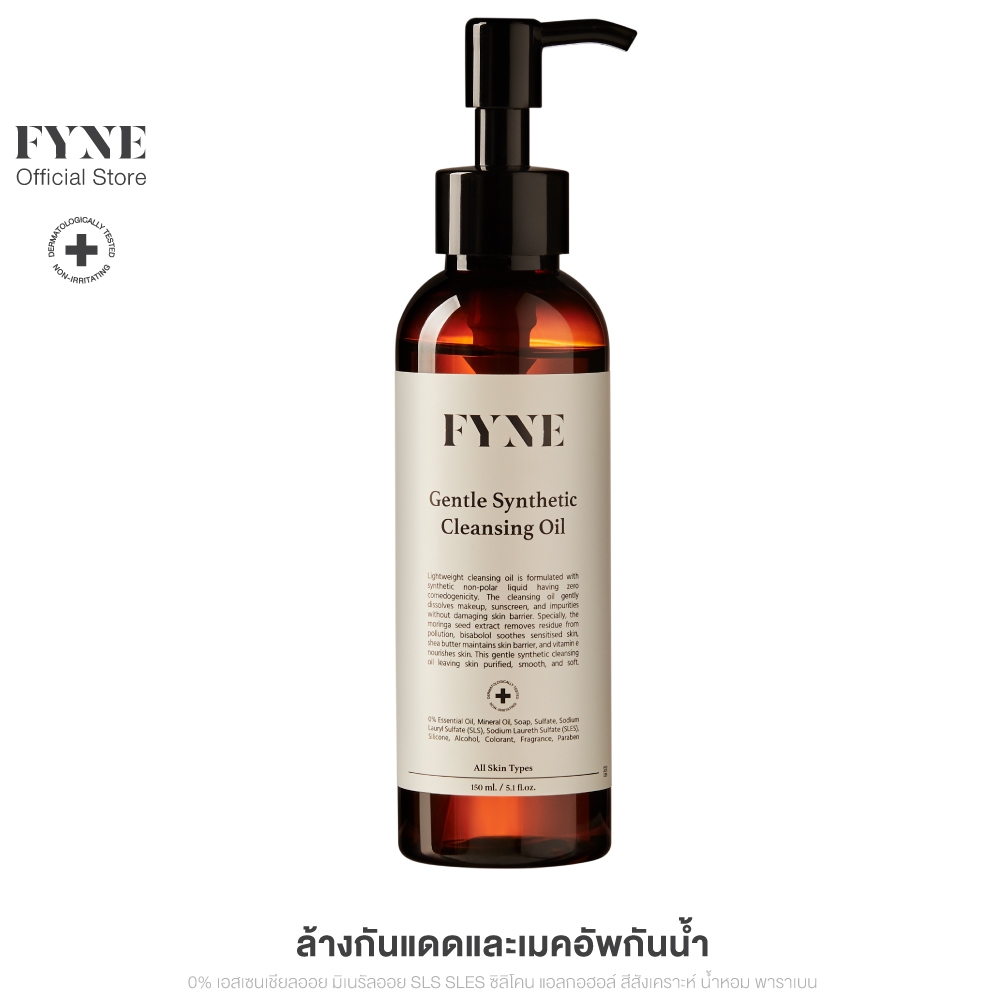 FYNE
Official Store
DERMATOLOGICALLY TESTED
NON-IRRITATING
FYNE
Gentle Synthetic
Cleansing Oil
Lightweight cleansing oil is formulated with
synthetic non-polar liquid having zero
comedogenicity. The cleansing oil gently
dissolves makeup, sunscreen, and impurities
without damaging skin barrier. Specially, the
moringa seed extract removes residue from
pollution, bisabolol soothes sensitised skin,
shea butter maintains skin barrier, and vitamin e
nourishes skin. This gentle synthetic cleansing
oil leaving skin purified, smooth, and soft.
DERMATOLOGICALLY TESTED
NON-IRRITATING
0% Essential Oil, Mineral Oil, Soap, Sulfate, Sodium
Lauryl Sulfate (SLS), Sodium Laureth Sulfate (SLES),
Silicone, Alcohol, Colorant, Fragrance, Paraben
All Skin Types
150 ml. / 5.1 fl.oz.
ล้างกันแดดและเมคอัพกันน้ำ
0% เอสเซนเชียลออย มิเนรัลออย SLS SLES ซิลิโคน แอลกอฮอล์ สีสังเคราะห์ น้ำหอม พาราเบน